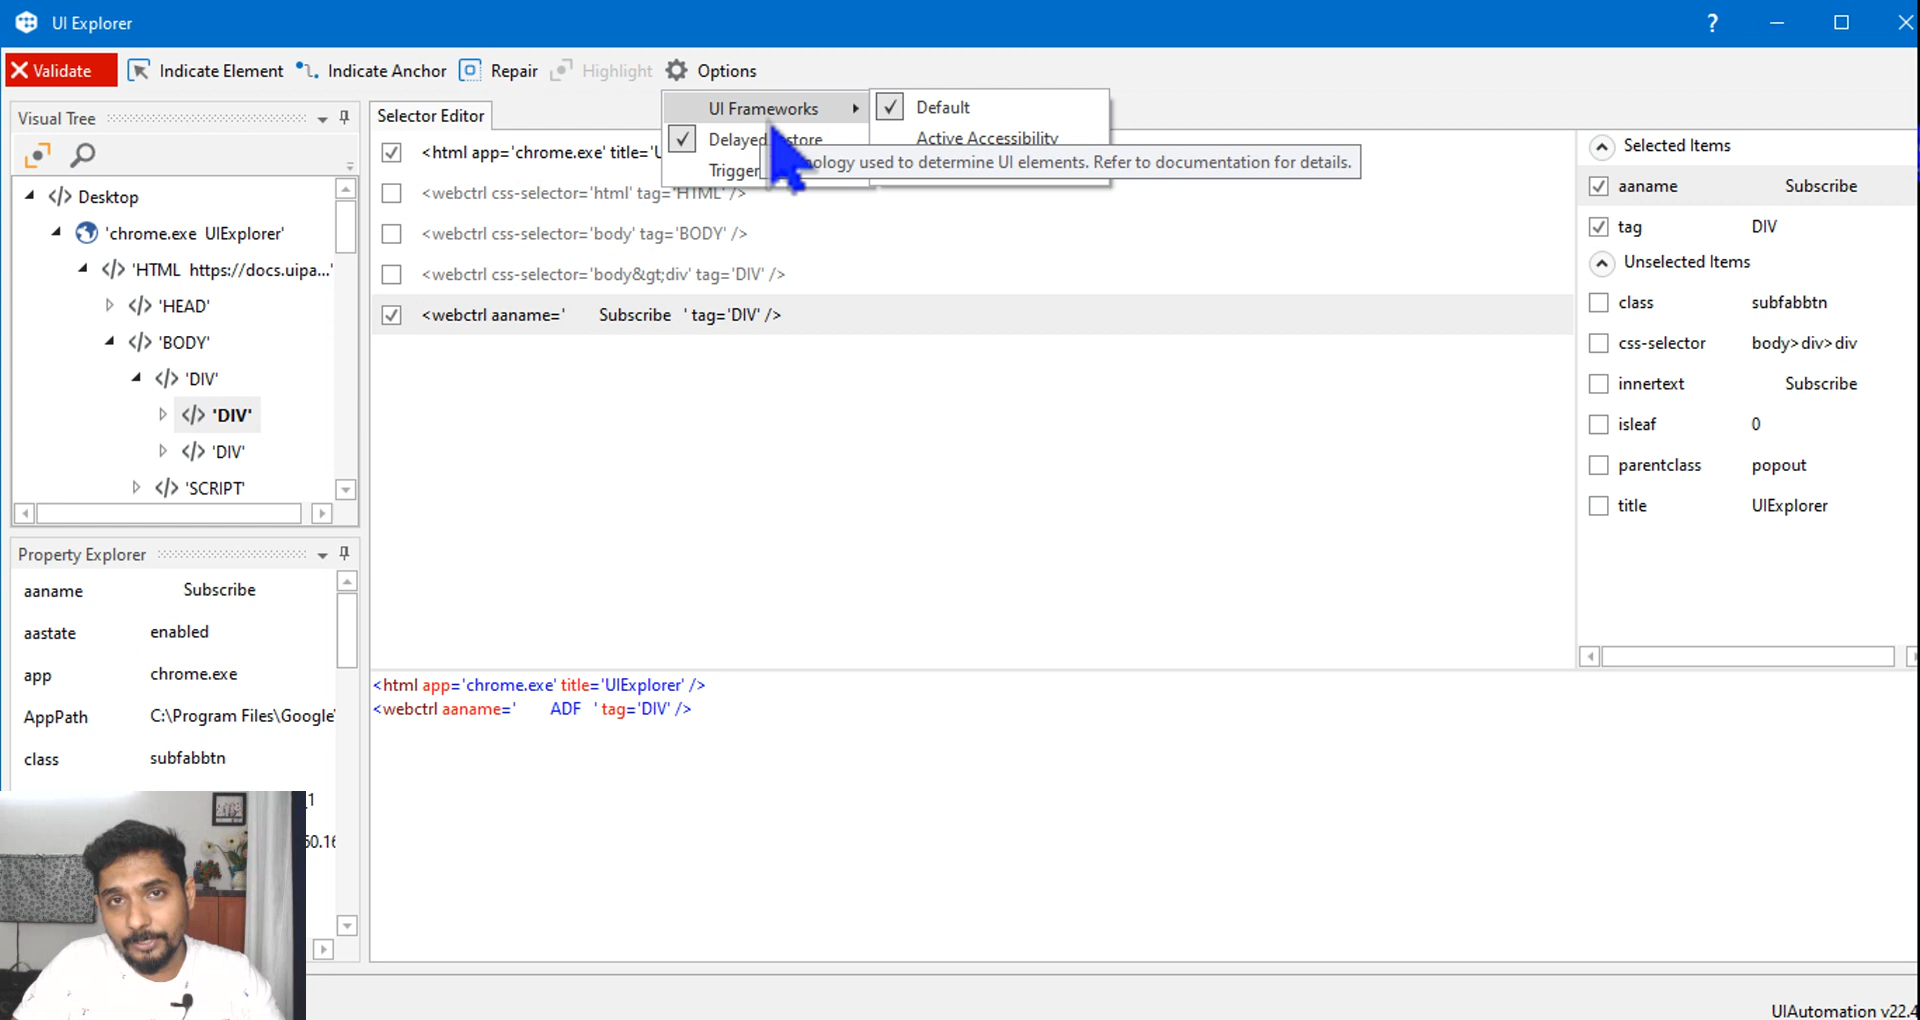 UI Explorer
?
Validate
Indicate Element
Indicate Anchor
Repair
Highlight
Options
Visual Tree
Desktop
'chrome.exe UIExplorer'
'HTML https://docs.uipa...'
'HEAD'
'BODY'
'DIV'
'DIV'
'DIV'
'SCRIPT'
Property Explorer
aaname Subscribe
aastate enabled
app chrome.exe
AppPath C:\Program Files\Google\
class subfabbtn
Selector Editor
<html app='chrome.exe' title='U
<webctrl css-selector='html' tag='HTML' />
<webctrl css-selector='body' tag='BODY' />
<webctrl css-selector='body&gt;div' tag='DIV' />
<webctrl aaname=' Subscribe ' tag='DIV' />
UI Frameworks
Delayed
Trigger
Default
Active Accessibility
used to determine UI elements. Refer to documentation for details.
<html app='chrome.exe' title='UIExplorer' />
<webctrl aaname=' ADF ' tag='DIV' />
Selected Items
aaname Subscribe
tag DIV
Unselected Items
class subfabbtn
css-selector body>div>div
innertext Subscribe
isleaf 0
parentclass popout
title UIExplorer
UIAutomation v22.4